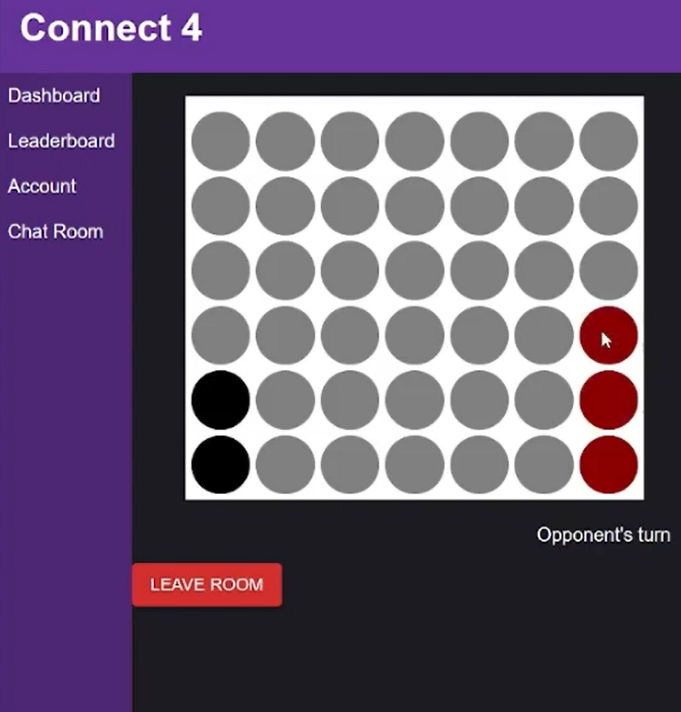 Connect 4
Dashboard
Leaderboard
Account
Chat Room
Opponent's turn
LEAVE ROOM